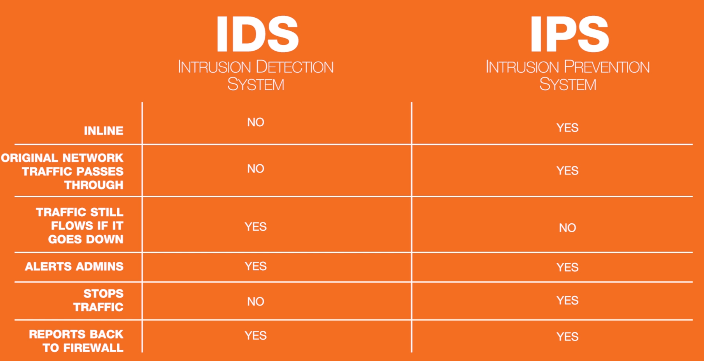 IDS
INTRUSION DETECTION
SYSTEM
IPS
INTRUSION PREVENTION
SYSTEM
INLINE
NO
YES
ORIGINAL NETWORK
TRAFFIC PASSES
THROUGH
NO
YES
TRAFFIC STILL
FLOWS IF IT
GOES DOWN
YES
NO
ALERTS ADMINS
YES
YES
STOPS
TRAFFIC
NO
YES
REPORTS BACK
TO FIREWALL
YES
YES